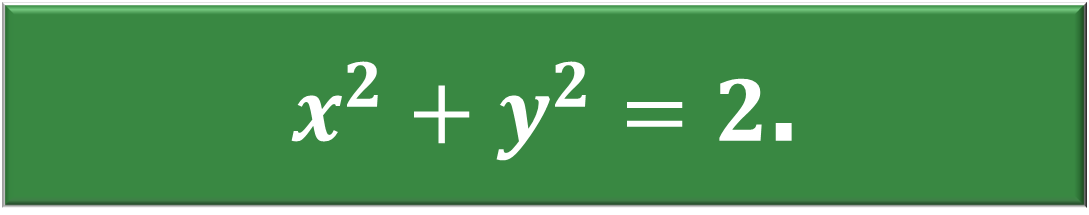 x² + y² = 2.